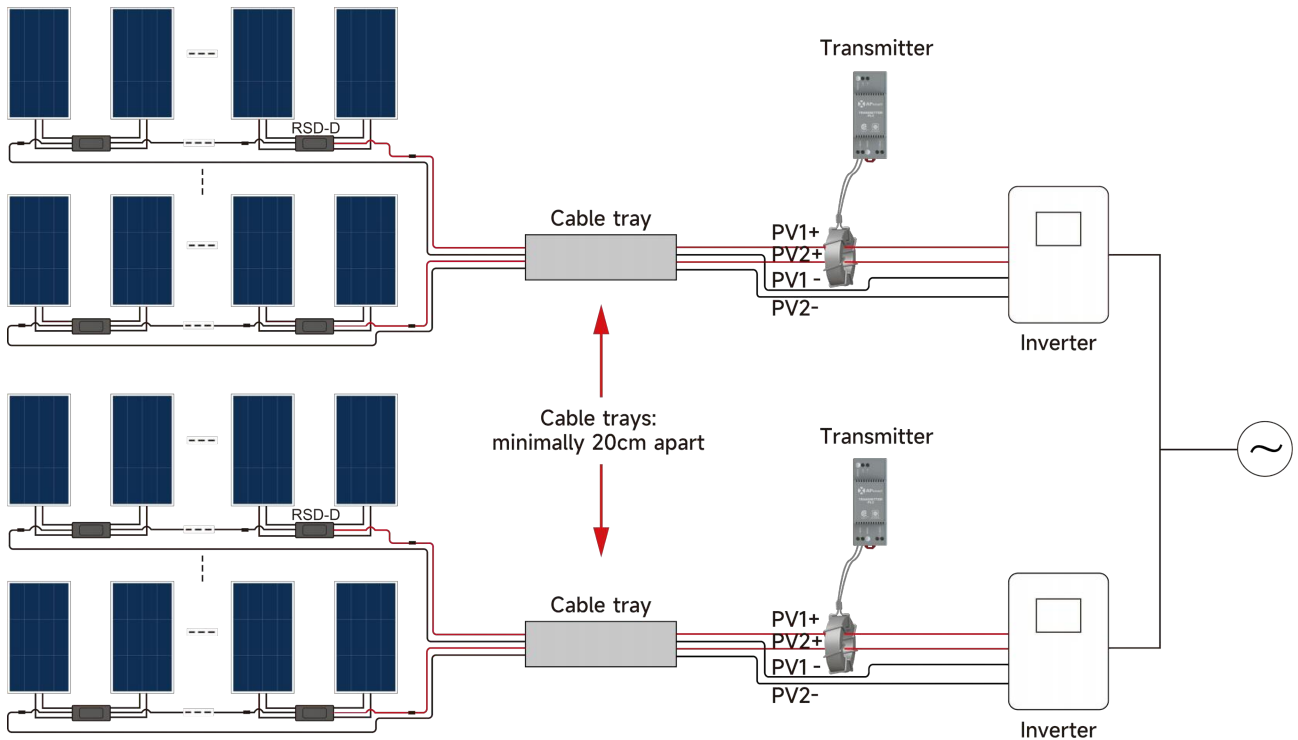 Transmitter
RSD-D
Cable tray
PV1+
PV2+
PV1 -
PV2-
Inverter
Cable trays:
minimally 20cm apart
Transmitter
RSD-D
Cable tray
PV1+
PV2+
PV1 -
PV2-
Inverter